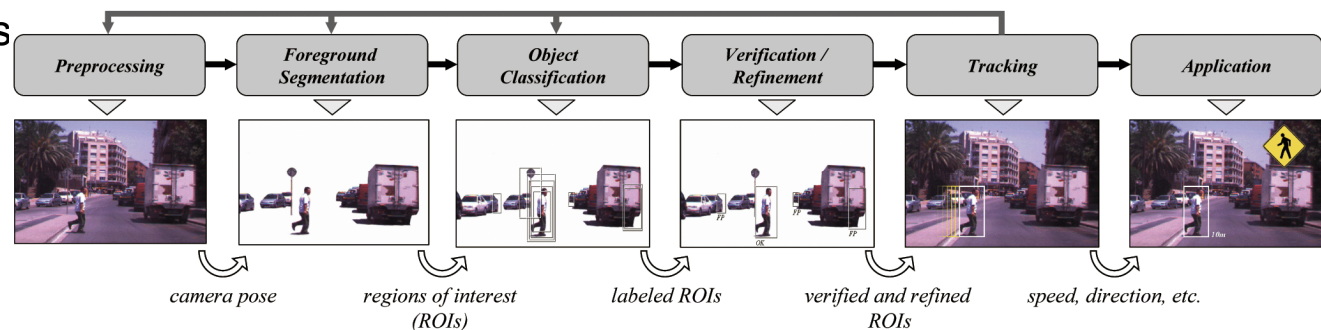 s
Preprocessing
Foreground
Segmentation
Object
Classification
Verification /
Refinement
Tracking
Application
FP
OK
FP
FP
10m
camera pose
regions of interest
(ROIs)
labeled ROIs
verified and refined
ROIs
speed, direction, etc.